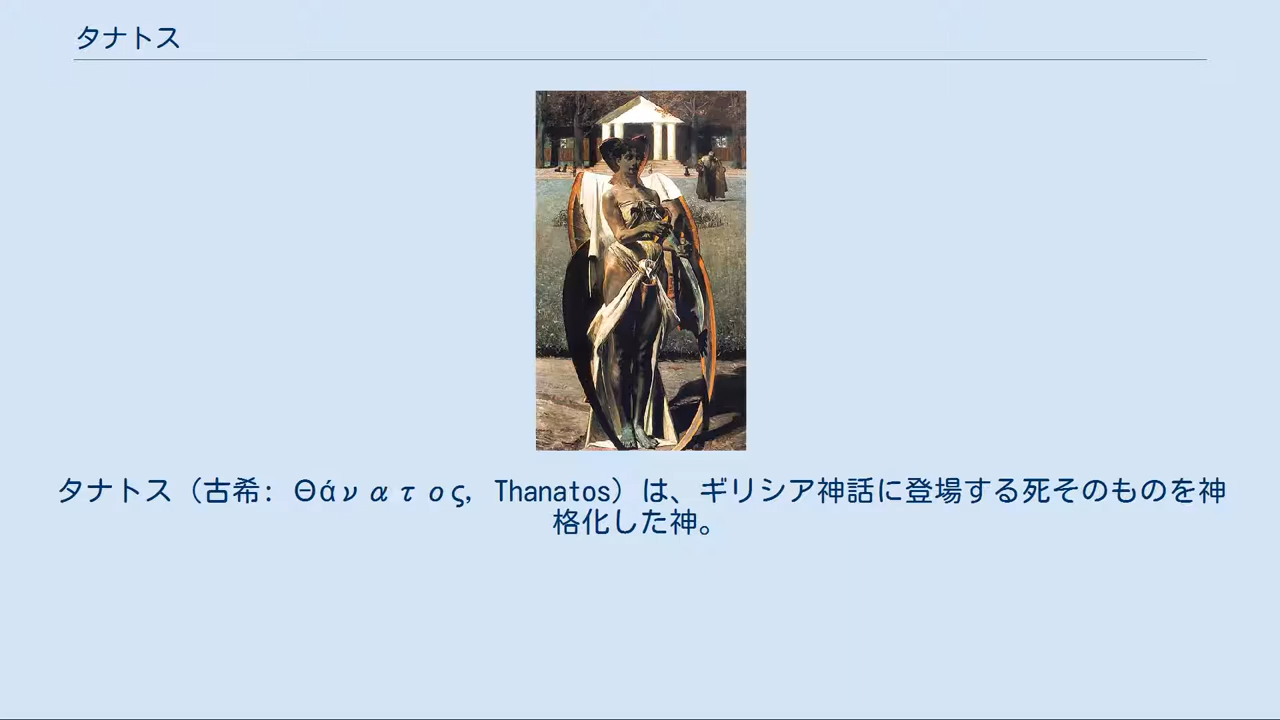 タナトス
タナトス（古希: Θάνατος, Thanatos）は、ギリシア神話に登場する死そのものを神
格化した神。